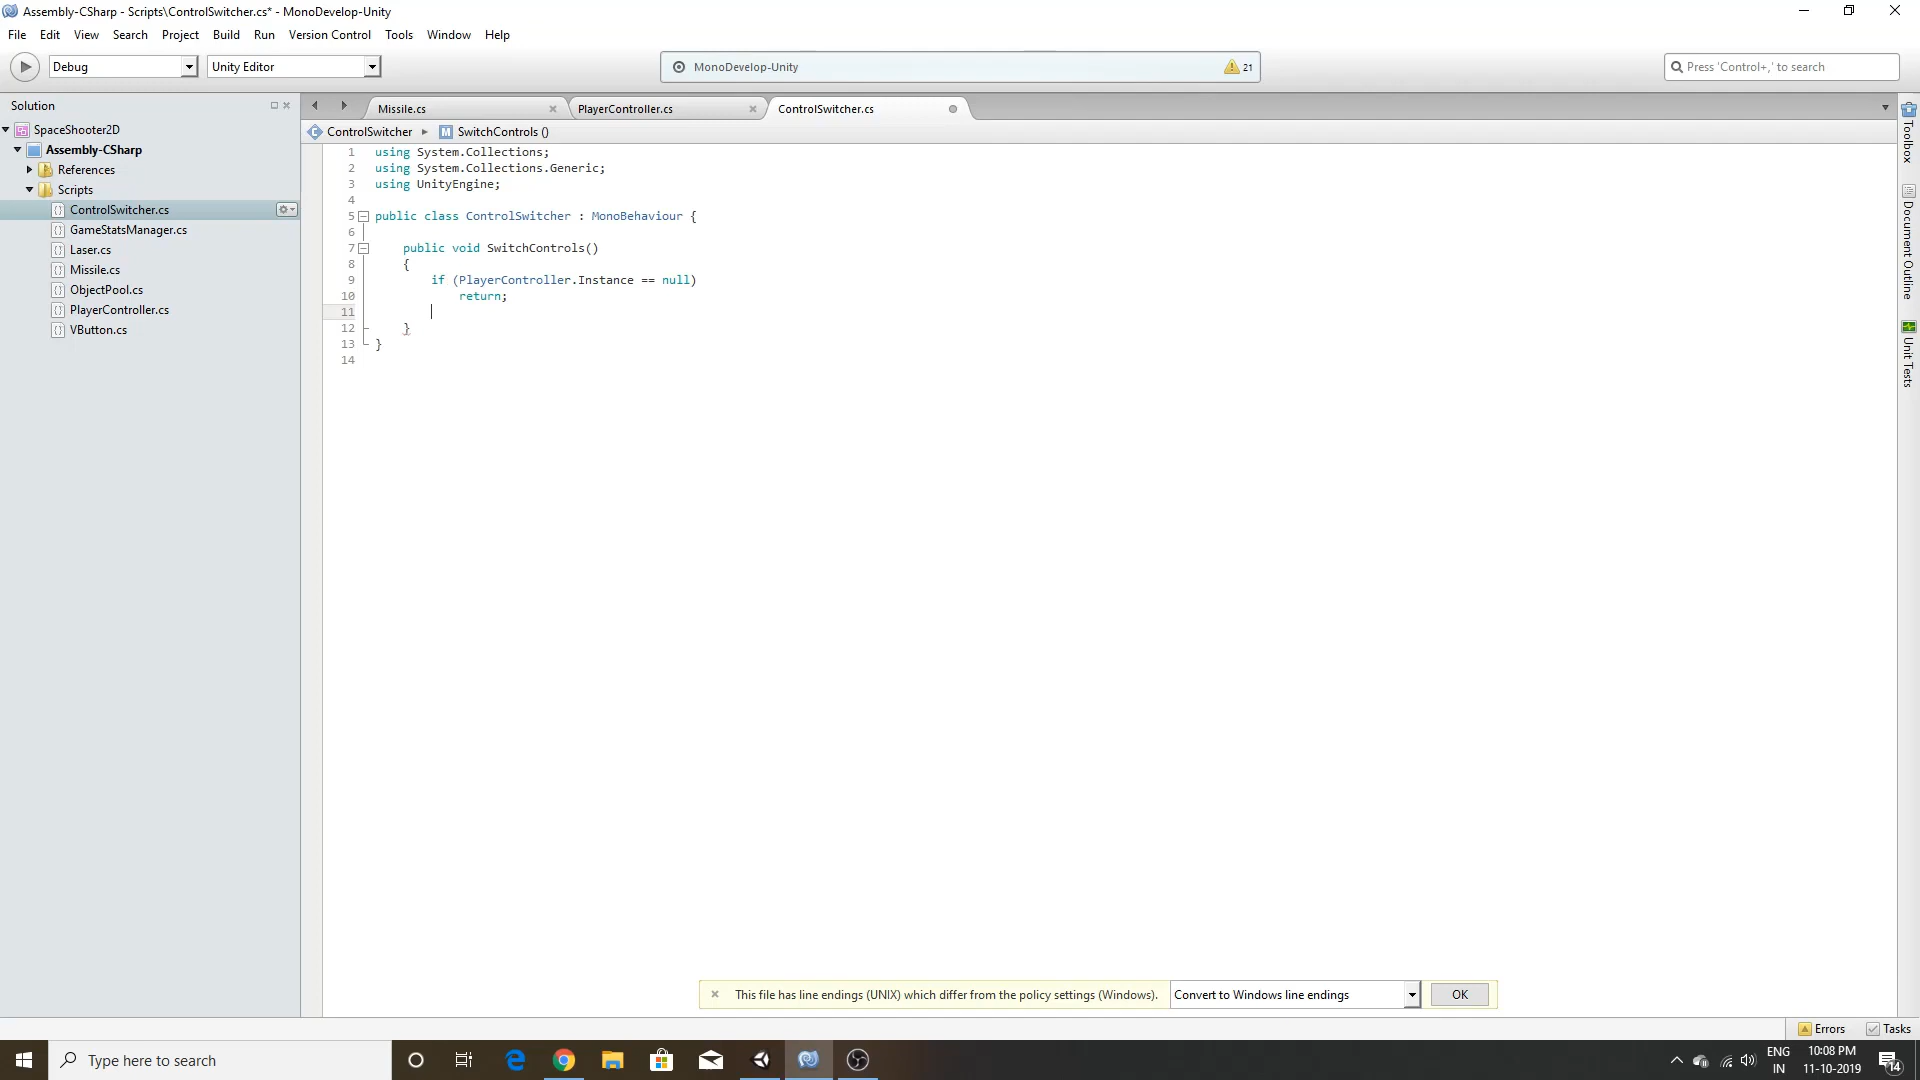 Assembly-CSharp - Scripts\ControlSwitcher.cs* - MonoDevelop-Unity
File Edit View Search Project Build Run Version Control Tools Window Help
Debug Unity Editor MonoDevelop-Unity 21 Press 'Control+,' to search
Solution
Missile.cs PlayerController.cs ControlSwitcher.cs
ControlSwitcher SwitchControls ()
SpaceShooter2D
Assembly-CSharp
References
Scripts
ControlSwitcher.cs
GameStatsManager.cs
Laser.cs
Missile.cs
ObjectPool.cs
PlayerController.cs
VButton.cs
1 using System.Collections;
2 using System.Collections.Generic;
3 using UnityEngine;
4
5 public class ControlSwitcher : MonoBehaviour {
6
7 public void SwitchControls()
8 {
9 if (PlayerController.Instance == null)
10 return;
11
12 }
13 }
14
Toolbox
Document Outline
Unit Tests
This file has line endings (UNIX) which differ from the policy settings (Windows). Convert to Windows line endings OK
Errors Tasks
Type here to search
ENG
IN
10:08 PM
11-10-2019
14